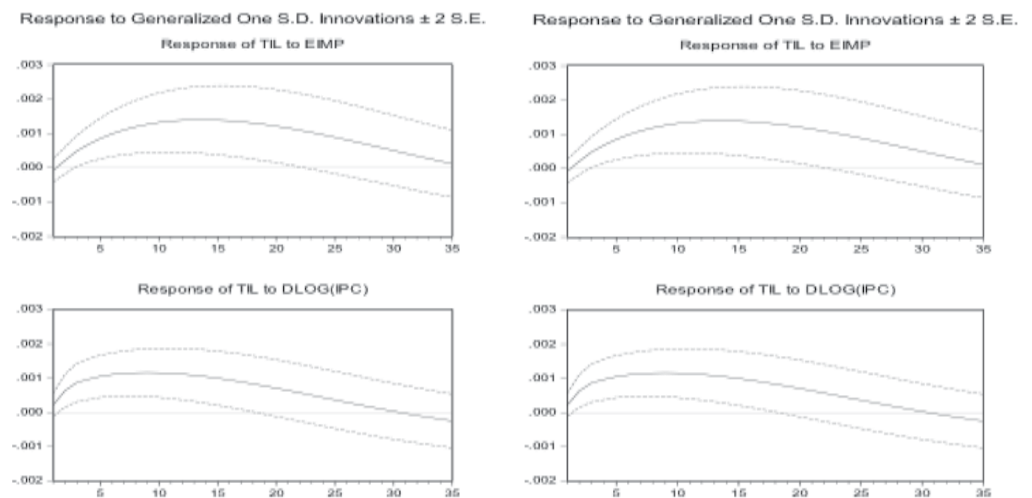 Response to Generalized One S.D. Innovations ± 2 S.E.
Response of TIL to EIMP
.003
.002
.001
.000
-.001
-.002
5 10 15 20 25 30 35
Response of TIL to DLOG(IPC)
.003
.002
.001
.000
-.001
-.002
5 10 15 20 25 30 35
Response to Generalized One S.D. Innovations ± 2 S.E.
Response of TIL to EIMP
.003
.002
.001
.000
-.001
-.002
5 10 15 20 25 30 35
Response of TIL to DLOG(IPC)
.003
.002
.001
.000
-.001
-.002
5 10 15 20 25 30 35